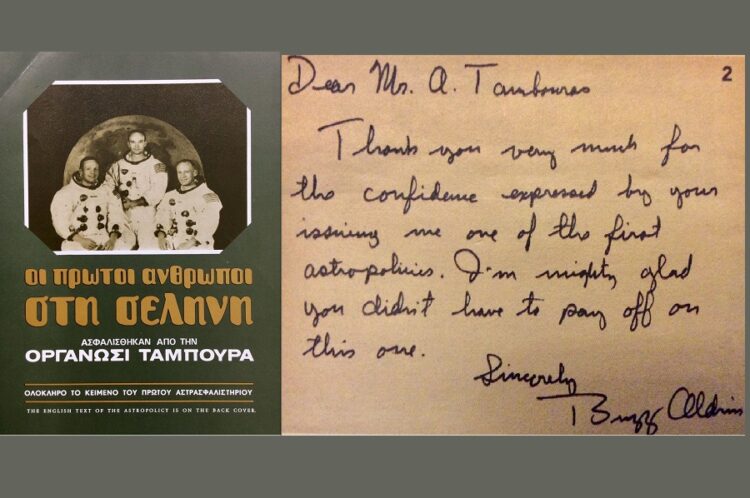 οι πρωτοι ανθρωποι
στη σεληνη
ΑΣΦΑΛΙΣΘΗΚΑΝ ΑΠΟ ΤΗΝ
ΟΡΓΑΝΩΣΙ ΤΑΜΠΟΥΡΑ
ΟΛΟΚΛΗΡΟ ΤΟ ΚΕΙΜΕΝΟ ΤΟΥ ΠΡΩΤΟΥ ΑΣΤΡΑΣΦΑΛΙΣΤΗΡΙΟΥ
THE ENGLISH TEXT OF THE ASTROPOLICY IS ON THE BACK COVER.
2
Dear Mr. A. Tambouras
Thank you very much for
the confidence expressed by your
issuing me one of the first
astropolicies. I'm mighty glad
you didn't have to pay off on
this one.
Sincerely
Buzz Aldrin